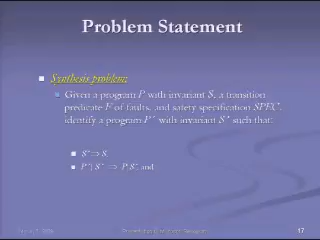 Problem Statement
Synthesis problem:
Given a program P with invariant S, a transition
predicate F of faults, and safety specification SPEC,
identify a program P' with invariant S' such that:
S' ⇒ S
P' | S' ⇒ P | S', and
17